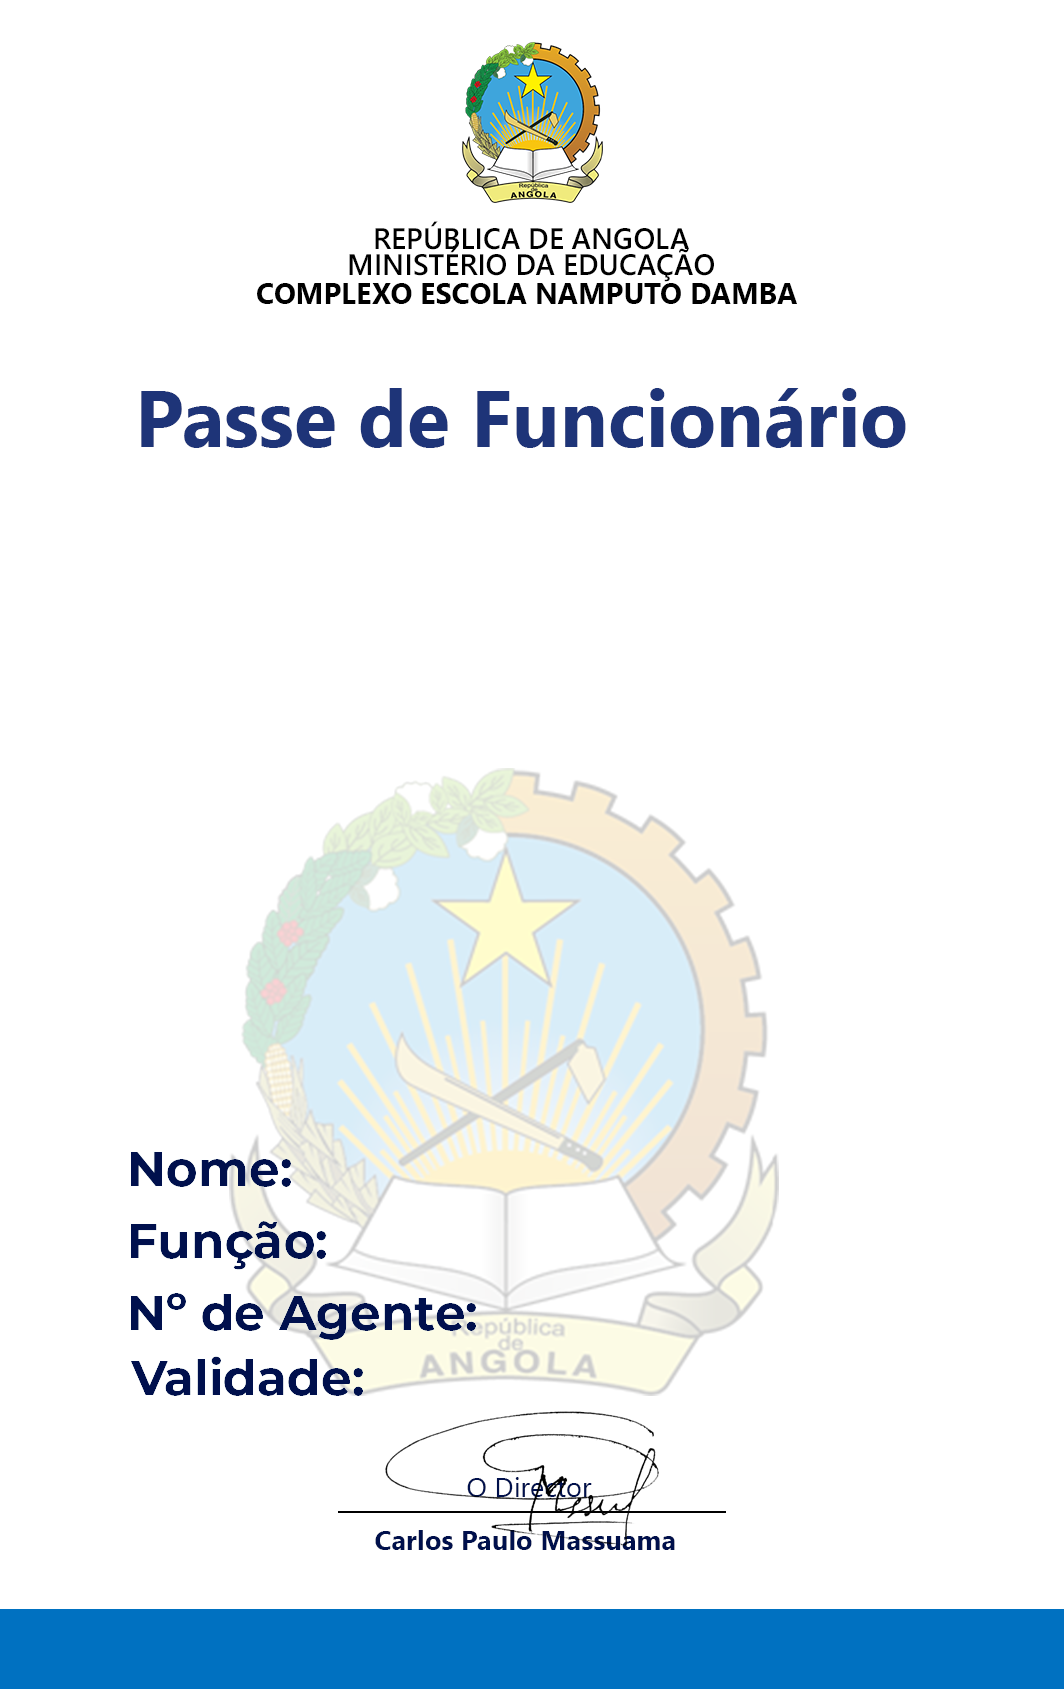 República
de
ANGOLA
REPÚBLICA DE ANGOLA
MINISTÉRIO DA EDUCAÇÃO
COMPLEXO ESCOLA NAMPUTO DAMBA
Passe de Funcionário
Nome:
Função:
Nº de Agente:
Validade:
República
de
ANGOLA
O Director
Carlos Paulo Massuama